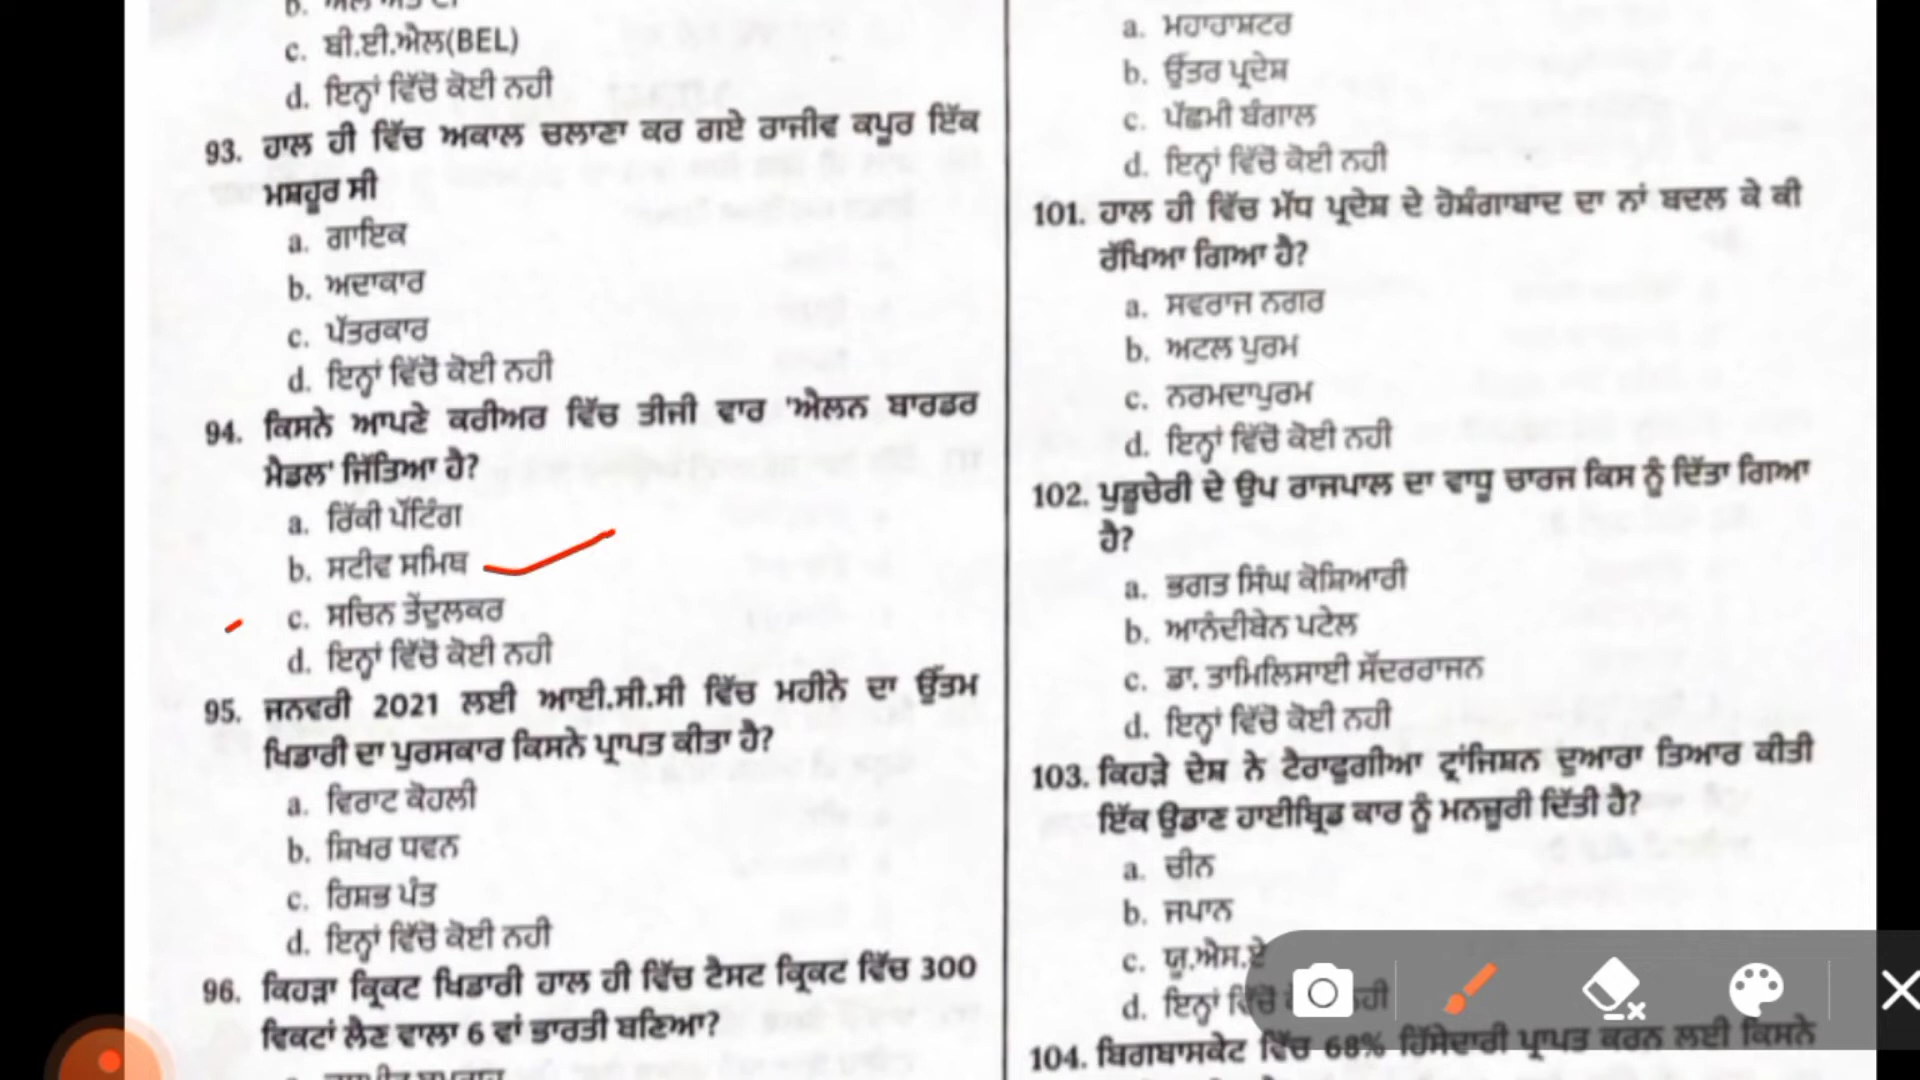 c. ਬੀ.ਈ.ਐਲ(BEL)
d. ਇਨ੍ਹਾਂ ਵਿੱਚੋਂ ਕੋਈ ਨਹੀ
93. ਹਾਲ ਹੀ ਵਿੱਚ ਅਕਾਲ ਚਲਾਣਾ ਕਰ ਗਏ ਰਾਜੀਵ ਕਪੂਰ ਇੱਕ
ਮਸ਼ਹੂਰ ਸੀ
a. ਗਾਇਕ
b. ਅਦਾਕਾਰ
c. ਪੱਤਰਕਾਰ
d. ਇਨ੍ਹਾਂ ਵਿੱਚੋਂ ਕੋਈ ਨਹੀ
94. ਕਿਸਨੇ ਆਪਣੇ ਕਰੀਅਰ ਵਿੱਚ ਤੀਜੀ ਵਾਰ 'ਐਲਨ ਬਾਰਡਰ
ਮੈਡਲ' ਜਿੱਤਿਆ ਹੈ?
a. ਰਿੱਕੀ ਪੌਂਟਿੰਗ
b. ਸਟੀਵ ਸਮਿਥ
c. ਸਚਿਨ ਤੇਂਦੁਲਕਰ
d. ਇਨ੍ਹਾਂ ਵਿੱਚੋਂ ਕੋਈ ਨਹੀ
95. ਜਨਵਰੀ 2021 ਲਈ ਆਈ.ਸੀ.ਸੀ ਵਿੱਚ ਮਹੀਨੇ ਦਾ ਉੱਤਮ
ਖਿਡਾਰੀ ਦਾ ਪੁਰਸਕਾਰ ਕਿਸਨੇ ਪ੍ਰਾਪਤ ਕੀਤਾ ਹੈ?
a. ਵਿਰਾਟ ਕੋਹਲੀ
b. ਸ਼ਿਖਰ ਧਵਨ
c. ਰਿਸ਼ਭ ਪੰਤ
d. ਇਨ੍ਹਾਂ ਵਿੱਚੋਂ ਕੋਈ ਨਹੀ
96. ਕਿਹੜਾ ਕ੍ਰਿਕਟ ਖਿਡਾਰੀ ਹਾਲ ਹੀ ਵਿੱਚ ਟੈਸਟ ਕ੍ਰਿਕਟ ਵਿੱਚ 300
ਵਿਕਟਾਂ ਲੈਣ ਵਾਲਾ 6 ਵਾਂ ਭਾਰਤੀ ਬਣਿਆ?
a. ਮਹਾਰਾਸ਼ਟਰ
b. ਉੱਤਰ ਪ੍ਰਦੇਸ਼
c. ਪੱਛਮੀ ਬੰਗਾਲ
d. ਇਨ੍ਹਾਂ ਵਿੱਚੋਂ ਕੋਈ ਨਹੀ
101. ਹਾਲ ਹੀ ਵਿੱਚ ਮੱਧ ਪ੍ਰਦੇਸ਼ ਦੇ ਹੋਸ਼ੰਗਾਬਾਦ ਦਾ ਨਾਂ ਬਦਲ ਕੇ ਕੀ
ਰੱਖਿਆ ਗਿਆ ਹੈ?
a. ਸਵਰਾਜ ਨਗਰ
b. ਅਟਲ ਪੁਰਮ
c. ਨਰਮਦਾਪੁਰਮ
d. ਇਨ੍ਹਾਂ ਵਿੱਚੋਂ ਕੋਈ ਨਹੀ
102. ਪੁਡੂਚੇਰੀ ਦੇ ਉਪ ਰਾਜਪਾਲ ਦਾ ਵਾਧੂ ਚਾਰਜ ਕਿਸ ਨੂੰ ਦਿੱਤਾ ਗਿਆ
ਹੈ?
a. ਭਗਤ ਸਿੰਘ ਕੋਸ਼ਿਆਰੀ
b. ਆਨੰਦੀਬੇਨ ਪਟੇਲ
c. ਡਾ. ਤਾਮਿਲਿਸਾਈ ਸੌਂਦਰਰਾਜਨ
d. ਇਨ੍ਹਾਂ ਵਿੱਚੋਂ ਕੋਈ ਨਹੀ
103. ਕਿਹੜੇ ਦੇਸ਼ ਨੇ ਟੈਰਾਫੁਗੀਆ ਟ੍ਰਾਂਜਿਸ਼ਨ ਦੁਆਰਾ ਤਿਆਰ ਕੀਤੀ
ਇੱਕ ਉਡਾਣ ਹਾਈਬ੍ਰਿਡ ਕਾਰ ਨੂੰ ਮਨਜ਼ੂਰੀ ਦਿੱਤੀ ਹੈ?
a. ਚੀਨ
b. ਜਪਾਨ
c. ਯੂ.ਐਸ.ਏ
d. ਇਨ੍ਹਾਂ
104. ਬਿਗਬਾਸਕੇਟ ਵਿੱਚ 68% ਹਿੱਸੇਦਾਰੀ ਪ੍ਰਾਪਤ ਕਰਨ ਲਈ ਕਿਸਨੇ